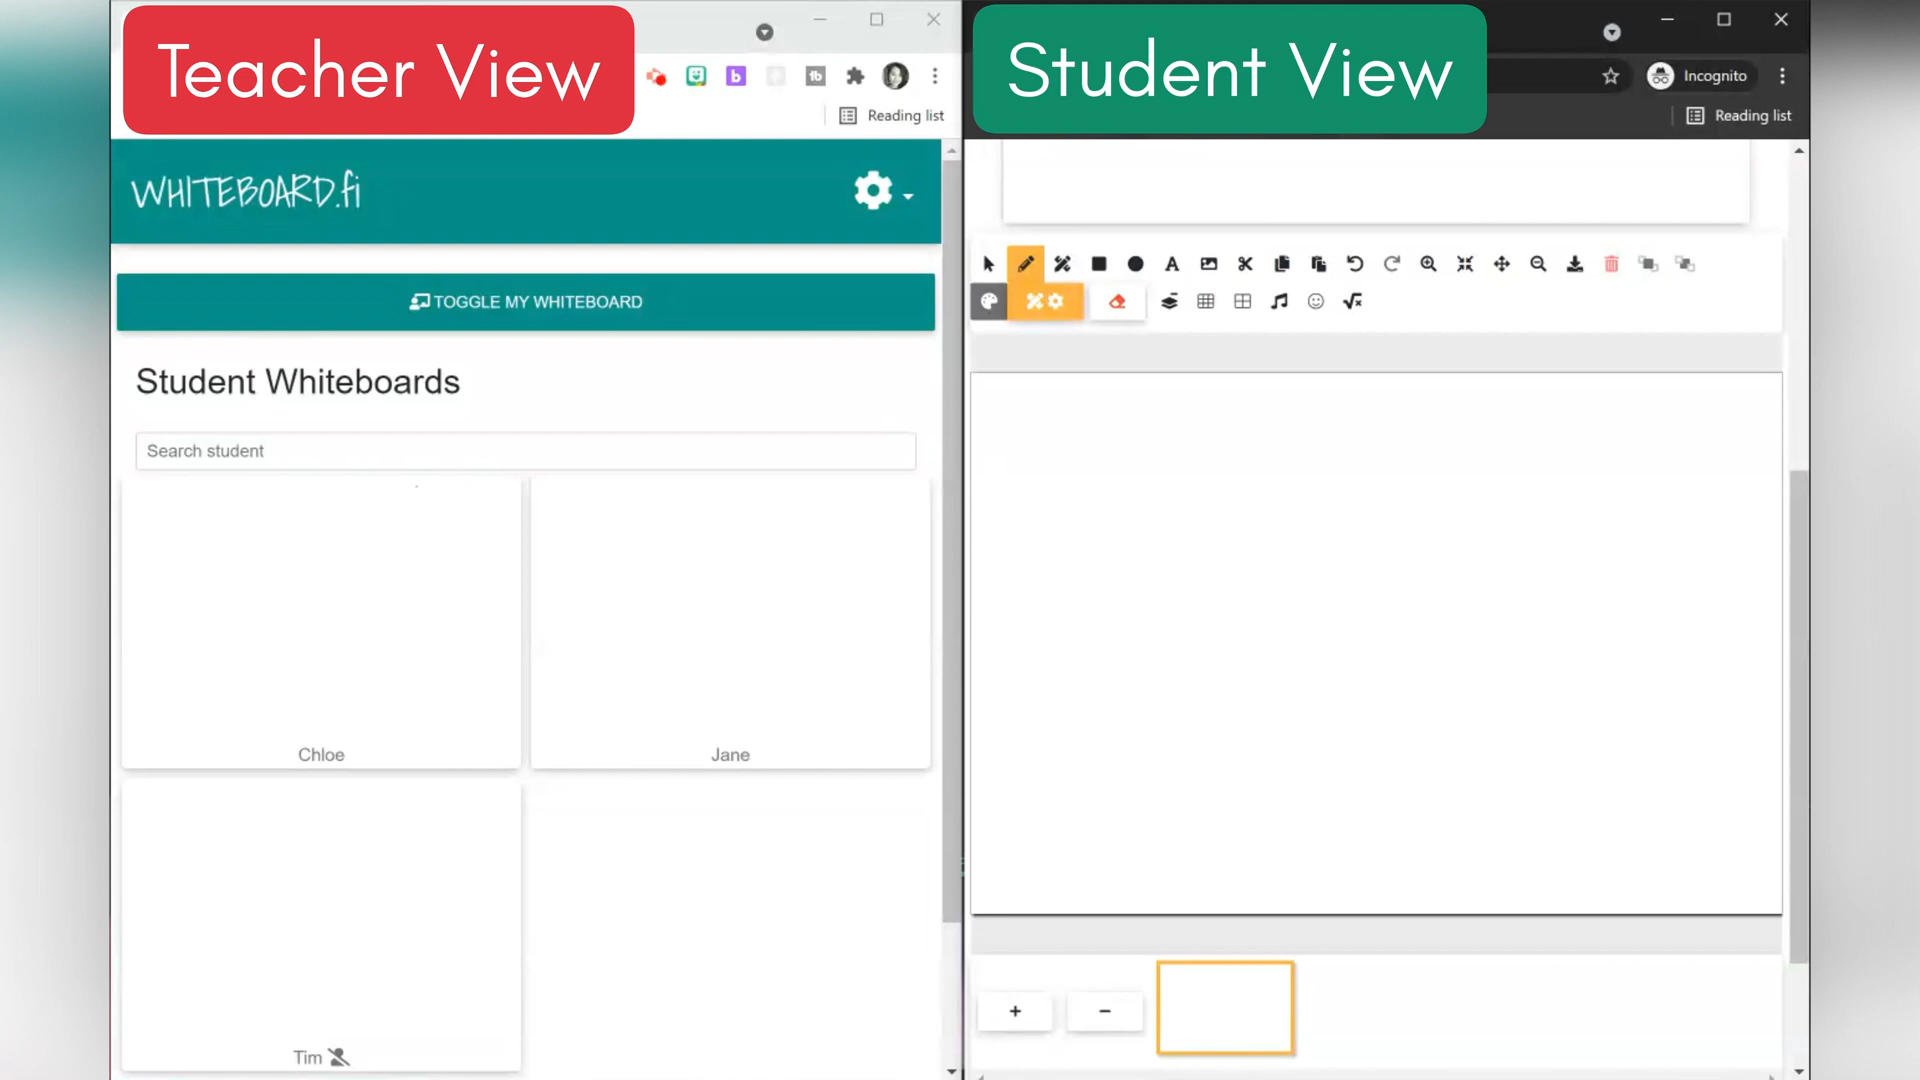 Teacher View
Reading list
WHITEBOARD.fi
TOGGLE MY WHITEBOARD
Student Whiteboards
Search student
Chloe
Jane
Tim
Student View
Incognito
Reading list